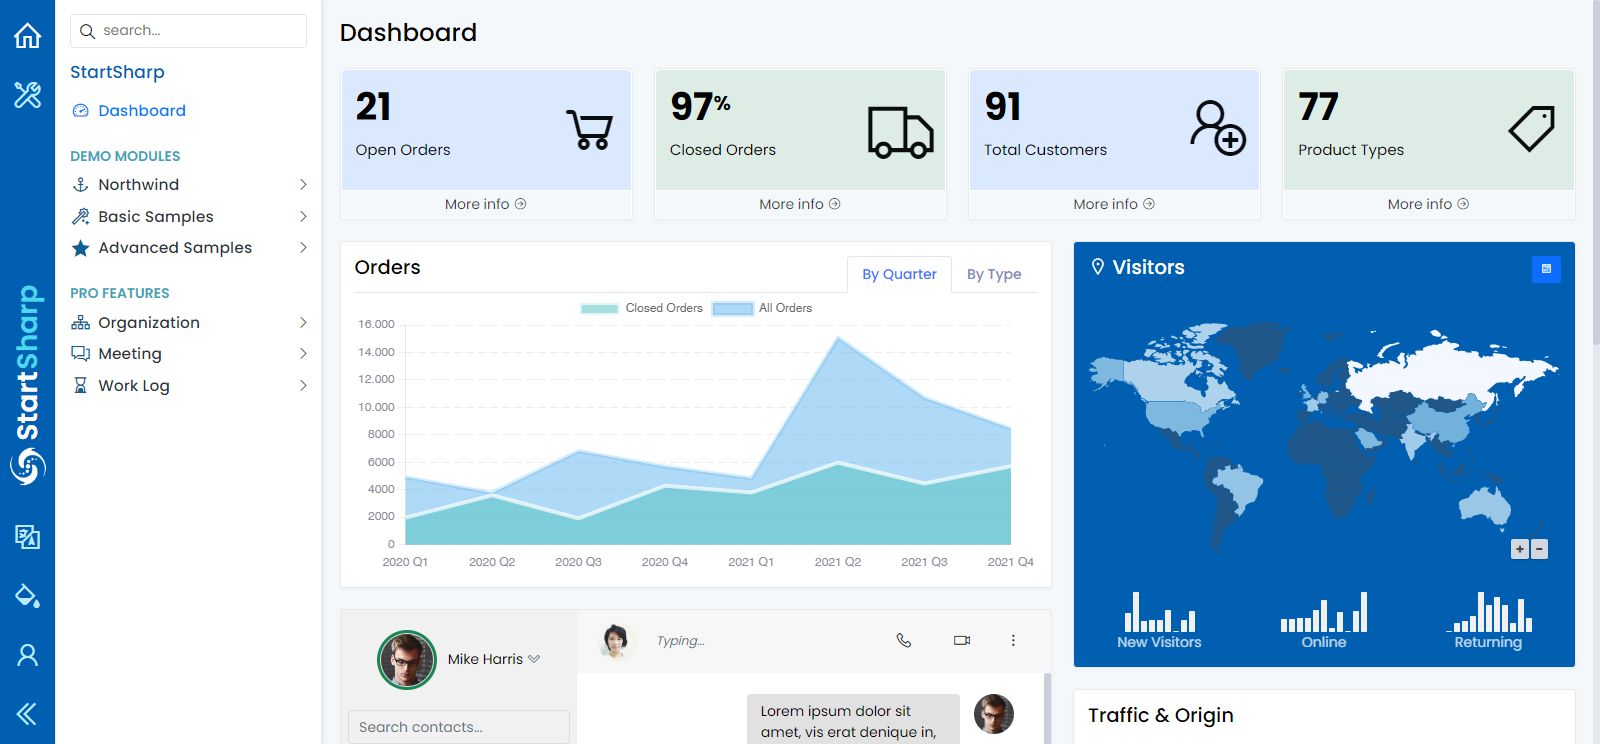 StartSharp
search...
StartSharp
Dashboard
DEMO MODULES
Northwind
Basic Samples
Advanced Samples
PRO FEATURES
Organization
Meeting
Work Log
Dashboard
21
Open Orders
More info
97%
Closed Orders
More info
91
Total Customers
More info
77
Product Types
More info
Orders
By Quarter
By Type
Closed Orders
All Orders
16.000
14.000
12.000
10.000
8000
6000
4000
2000
0
2020 Q1
2020 Q2
2020 Q3
2020 Q4
2021 Q1
2021 Q2
2021 Q3
2021 Q4
Visitors
+
−
New Visitors
Online
Returning
Mike Harris
Search contacts...
Typing...
Lorem ipsum dolor sit
amet, vis erat denique in,
Traffic & Origin